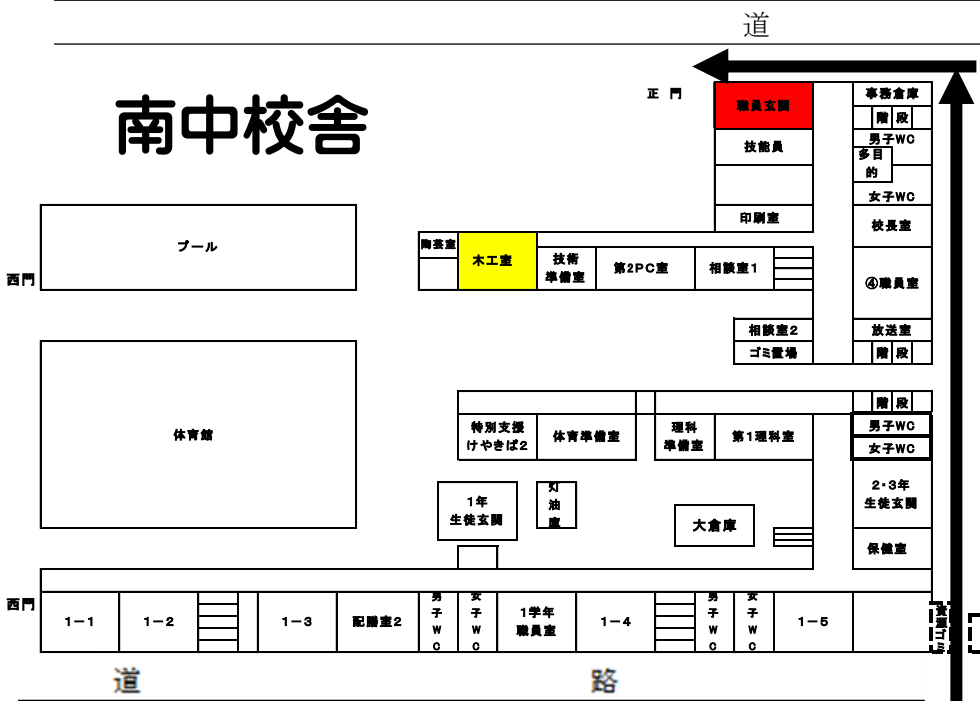 道
正 門
職員玄関
事務倉庫
階 段
南中校舎
技能員
男子WC
多目
的
女子WC
印刷室
校長室
プール
陶芸室
木工室
技術
準備室
第2PC室
相談室1
西門
④職員室
相談室2
放送室
ゴミ置場
階 段
階 段
体育館
特別支援
けやきば2
体育準備室
理科
準備室
第1理科室
男子WC
女子WC
1年
生徒玄関
灯
油
庫
大倉庫
2・3年
生徒玄関
保健室
西門
1-1
1-2
1-3
配膳室2
男
子
W
C
女
子
W
C
1学年
職員室
1-4
男
子
W
C
女
子
W
C
1-5
資
源
ゴ
ミ
道
路